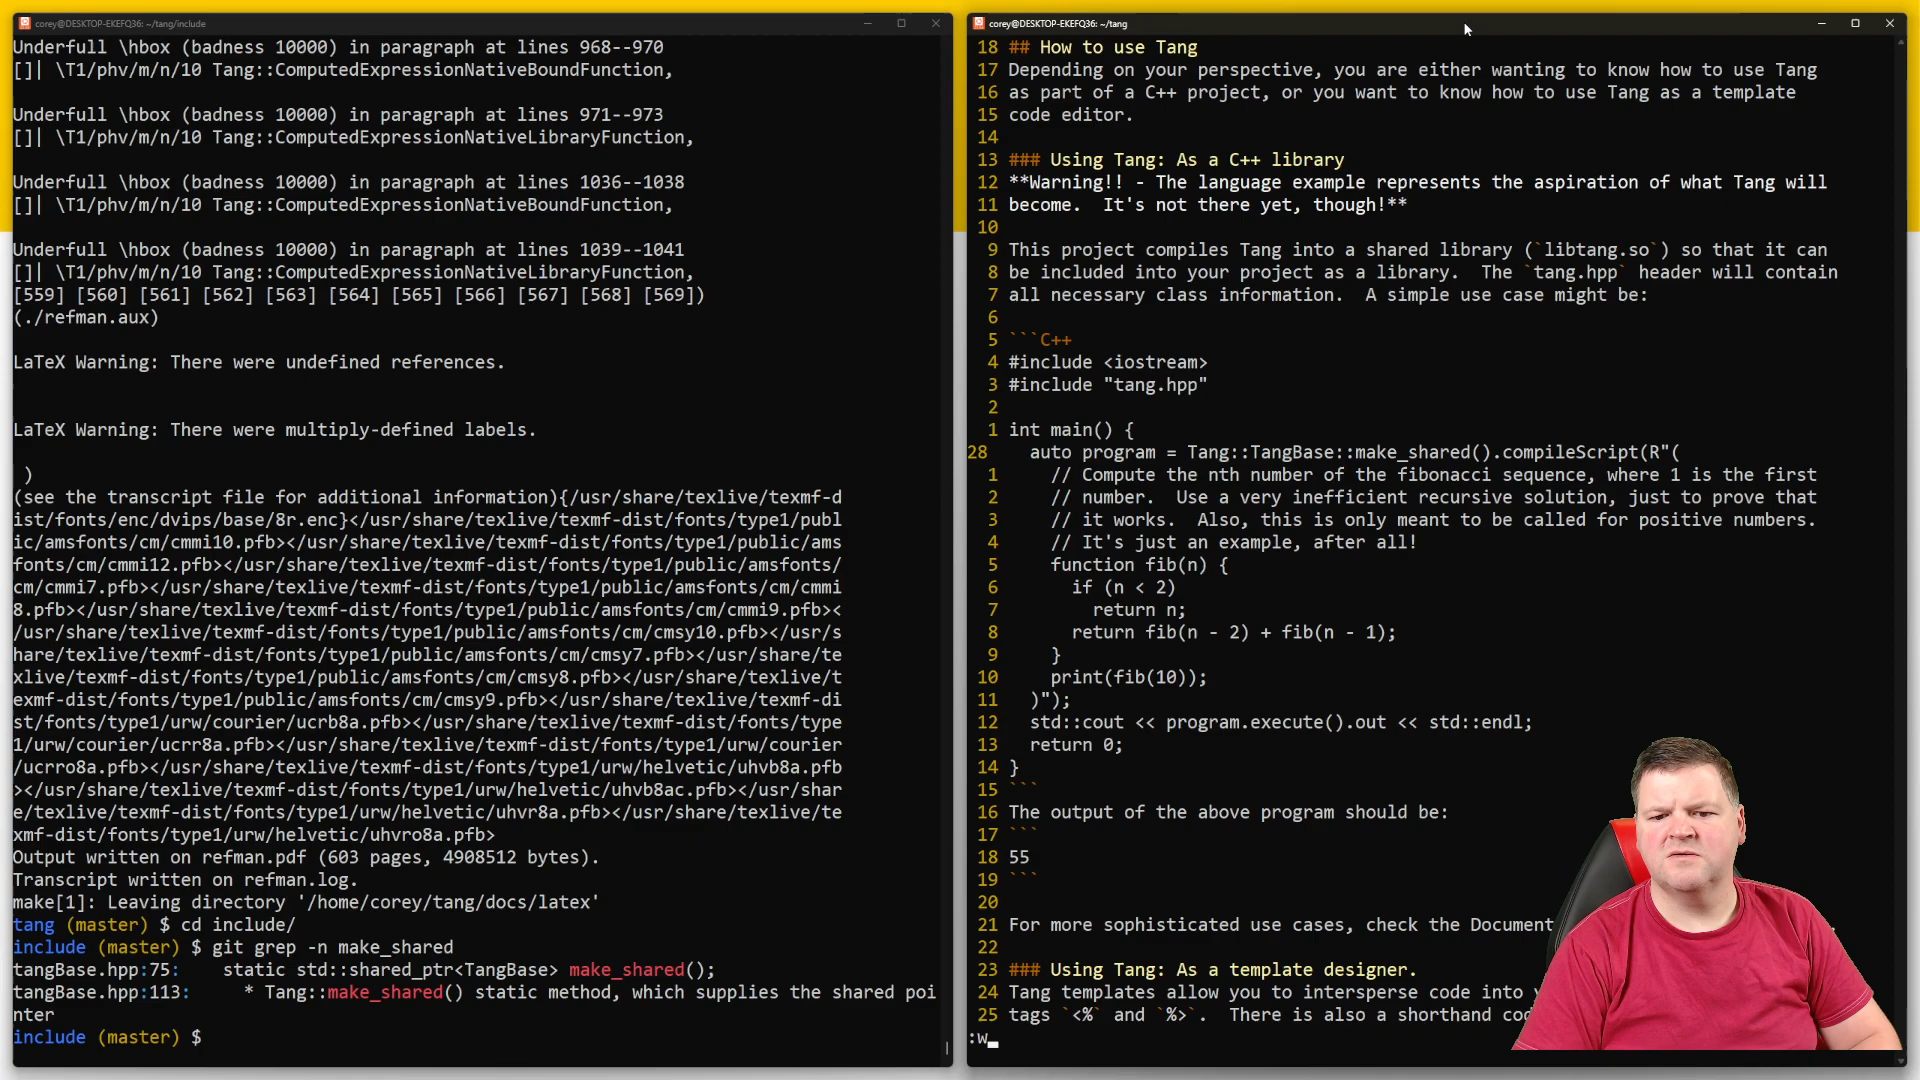 corey@DESKTOP-EKEFQ36: ~/tang/include
Underfull \hbox (badness 10000) in paragraph at lines 968--970
[]| \T1/phv/m/n/10 Tang::ComputedExpressionNativeBoundFunction,
Underfull \hbox (badness 10000) in paragraph at lines 971--973
[]| \T1/phv/m/n/10 Tang::ComputedExpressionNativeLibraryFunction,
Underfull \hbox (badness 10000) in paragraph at lines 1036--1038
[]| \T1/phv/m/n/10 Tang::ComputedExpressionNativeBoundFunction,
Underfull \hbox (badness 10000) in paragraph at lines 1039--1041
[]| \T1/phv/m/n/10 Tang::ComputedExpressionNativeLibraryFunction,
[559] [560] [561] [562] [563] [564] [565] [566] [567] [568] [569])
(./refman.aux)
LaTeX Warning: There were undefined references.
LaTeX Warning: There were multiply-defined labels.
)
(see the transcript file for additional information){/usr/share/texlive/texmf-d
ist/fonts/enc/dvips/base/8r.enc}</usr/share/texlive/texmf-dist/fonts/type1/publ
ic/amsfonts/cm/cmmi10.pfb></usr/share/texlive/texmf-dist/fonts/type1/public/ams
fonts/cm/cmmi12.pfb></usr/share/texlive/texmf-dist/fonts/type1/public/amsfonts/
cm/cmmi7.pfb></usr/share/texlive/texmf-dist/fonts/type1/public/amsfonts/cm/cmmi
8.pfb></usr/share/texlive/texmf-dist/fonts/type1/public/amsfonts/cm/cmmi9.pfb><
/usr/share/texlive/texmf-dist/fonts/type1/public/amsfonts/cm/cmsy10.pfb></usr/s
hare/texlive/texmf-dist/fonts/type1/public/amsfonts/cm/cmsy7.pfb></usr/share/te
xlive/texmf-dist/fonts/type1/public/amsfonts/cm/cmsy8.pfb></usr/share/texlive/t
exmf-dist/fonts/type1/public/amsfonts/cm/cmsy9.pfb></usr/share/texlive/texmf-di
st/fonts/type1/urw/courier/ucrb8a.pfb></usr/share/texlive/texmf-dist/fonts/type
1/urw/courier/ucrr8a.pfb></usr/share/texlive/texmf-dist/fonts/type1/urw/courier
/ucrro8a.pfb></usr/share/texlive/texmf-dist/fonts/type1/urw/helvetic/uhvb8a.pfb
></usr/share/texlive/texmf-dist/fonts/type1/urw/helvetic/uhvb8ac.pfb></usr/shar
e/texlive/texmf-dist/fonts/type1/urw/helvetic/uhvr8a.pfb></usr/share/texlive/te
xmf-dist/fonts/type1/urw/helvetic/uhvro8a.pfb>
Output written on refman.pdf (603 pages, 4908512 bytes).
Transcript written on refman.log.
make[1]: Leaving directory '/home/corey/tang/docs/latex'
tang (master) $ cd include/
include (master) $ git grep -n make_shared
tangBase.hpp:75:    static std::shared_ptr<TangBase> make_shared();
tangBase.hpp:113:     * Tang::make_shared() static method, which supplies the shared poi
nter
include (master) $
corey@DESKTOP-EKEFQ36: ~/tang
18 ## How to use Tang
17 Depending on your perspective, you are either wanting to know how to use Tang
16 as part of a C++ project, or you want to know how to use Tang as a template
15 code editor.
14
13 ### Using Tang: As a C++ library
12 **Warning!! - The language example represents the aspiration of what Tang will
11 become.  It's not there yet, though!**
10
9 This project compiles Tang into a shared library (`libtang.so`) so that it can
8 be included into your project as a library.  The `tang.hpp` header will contain
7 all necessary class information.  A simple use case might be:
6
5 ```C++
4 #include <iostream>
3 #include "tang.hpp"
2
1 int main() {
28   auto program = Tang::TangBase::make_shared().compileScript(R"(
1     // Compute the nth number of the fibonacci sequence, where 1 is the first
2     // number.  Use a very inefficient recursive solution, just to prove that
3     // it works.  Also, this is only meant to be called for positive numbers.
4     // It's just an example, after all!
5     function fib(n) {
6       if (n < 2)
7         return n;
8       return fib(n - 2) + fib(n - 1);
9     }
10     print(fib(10));
11   )");
12   std::cout << program.execute().out << std::endl;
13   return 0;
14 }
15 ```
16 The output of the above program should be:
17 ```
18 55
19 ```
20
21 For more sophisticated use cases, check the Document
22
23 ### Using Tang: As a template designer.
24 Tang templates allow you to intersperse code into
25 tags `<%` and `%>`.  There is also a shorthand
:w